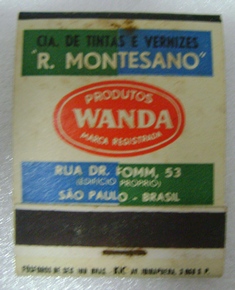 CIA. DE TINTAS E VERNIZES
"R. MONTESANO"
PRODUTOS
WANDA
MARCA REGISTRADA
RUA DR. FOMM, 53
(EDIFICIO PROPRIO)
SÃO PAULO - BRASIL